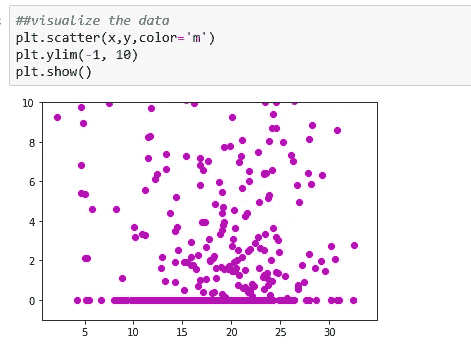 ##visualize the data
plt.scatter(x,y,color='m')
plt.ylim(-1, 10)
plt.show()
10
8
6
4
2
0
5 10 15 20 25 30